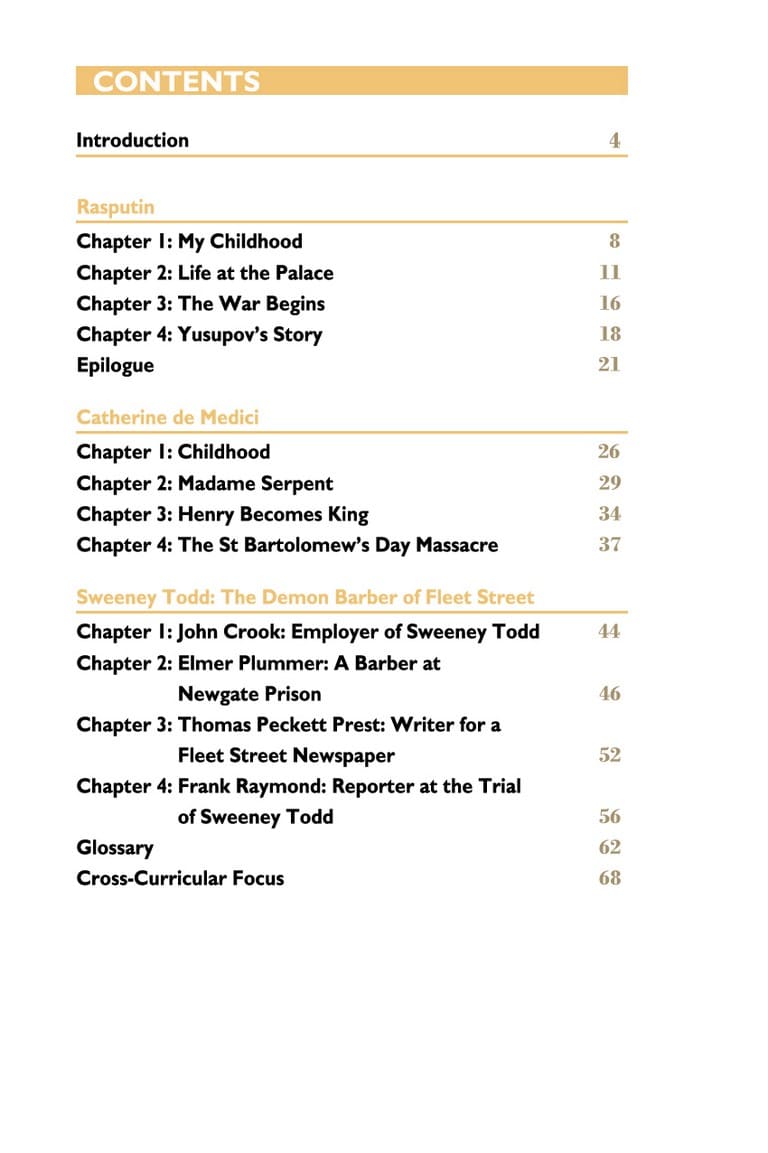 CONTENTS
Introduction 4
Rasputin
Chapter 1: My Childhood 8
Chapter 2: Life at the Palace 11
Chapter 3: The War Begins 16
Chapter 4: Yusupov’s Story 18
Epilogue 21
Catherine de Medici
Chapter 1: Childhood 26
Chapter 2: Madame Serpent 29
Chapter 3: Henry Becomes King 34
Chapter 4: The St Bartolomew’s Day Massacre 37
Sweeney Todd: The Demon Barber of Fleet Street
Chapter 1: John Crook: Employer of Sweeney Todd 44
Chapter 2: Elmer Plummer: A Barber at
Newgate Prison 46
Chapter 3: Thomas Peckett Prest: Writer for a
Fleet Street Newspaper 52
Chapter 4: Frank Raymond: Reporter at the Trial
of Sweeney Todd 56
Glossary 62
Cross-Curricular Focus 68